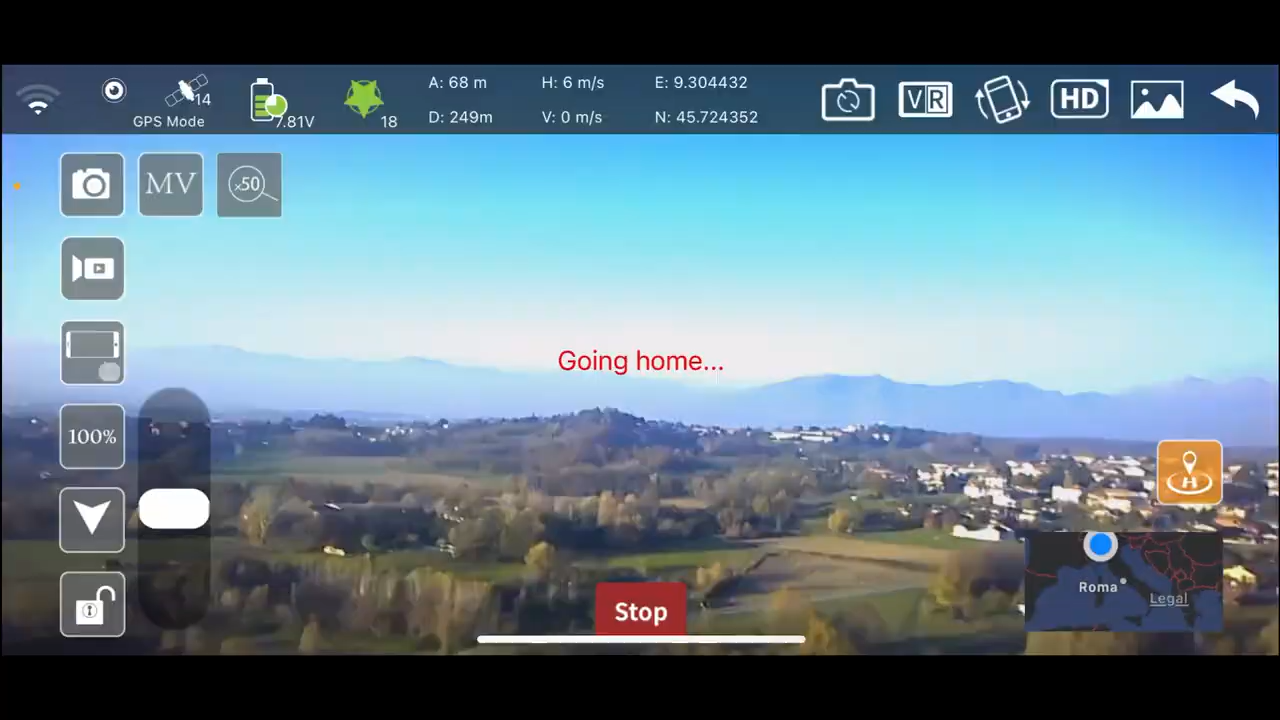 A: 68 m
H: 6 m/s
E: 9.304432
14
GPS Mode
7.81V
18
D: 249m
V: 0 m/s
N: 45.724352
VR
HD
MV
x50
Going home...
100%
H
Roma
Legal
Stop